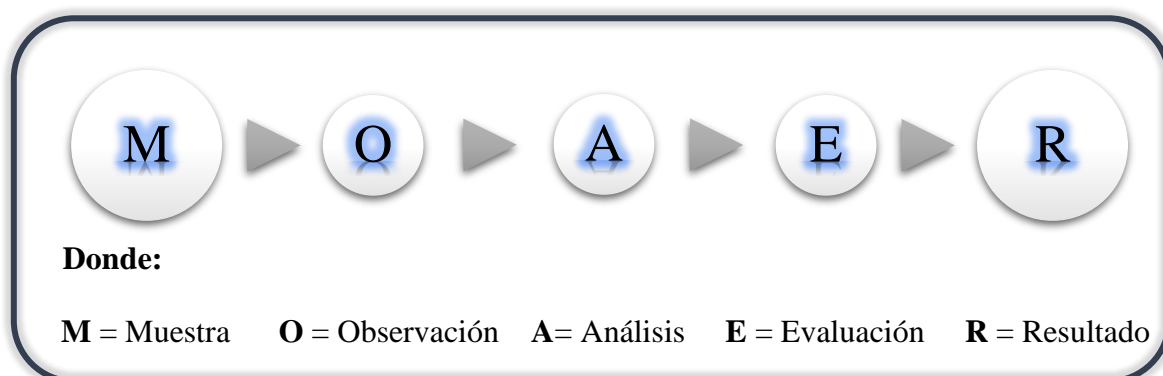 M O A E R
Donde:
M = Muestra O = Observación A= Análisis E = Evaluación R = Resultado